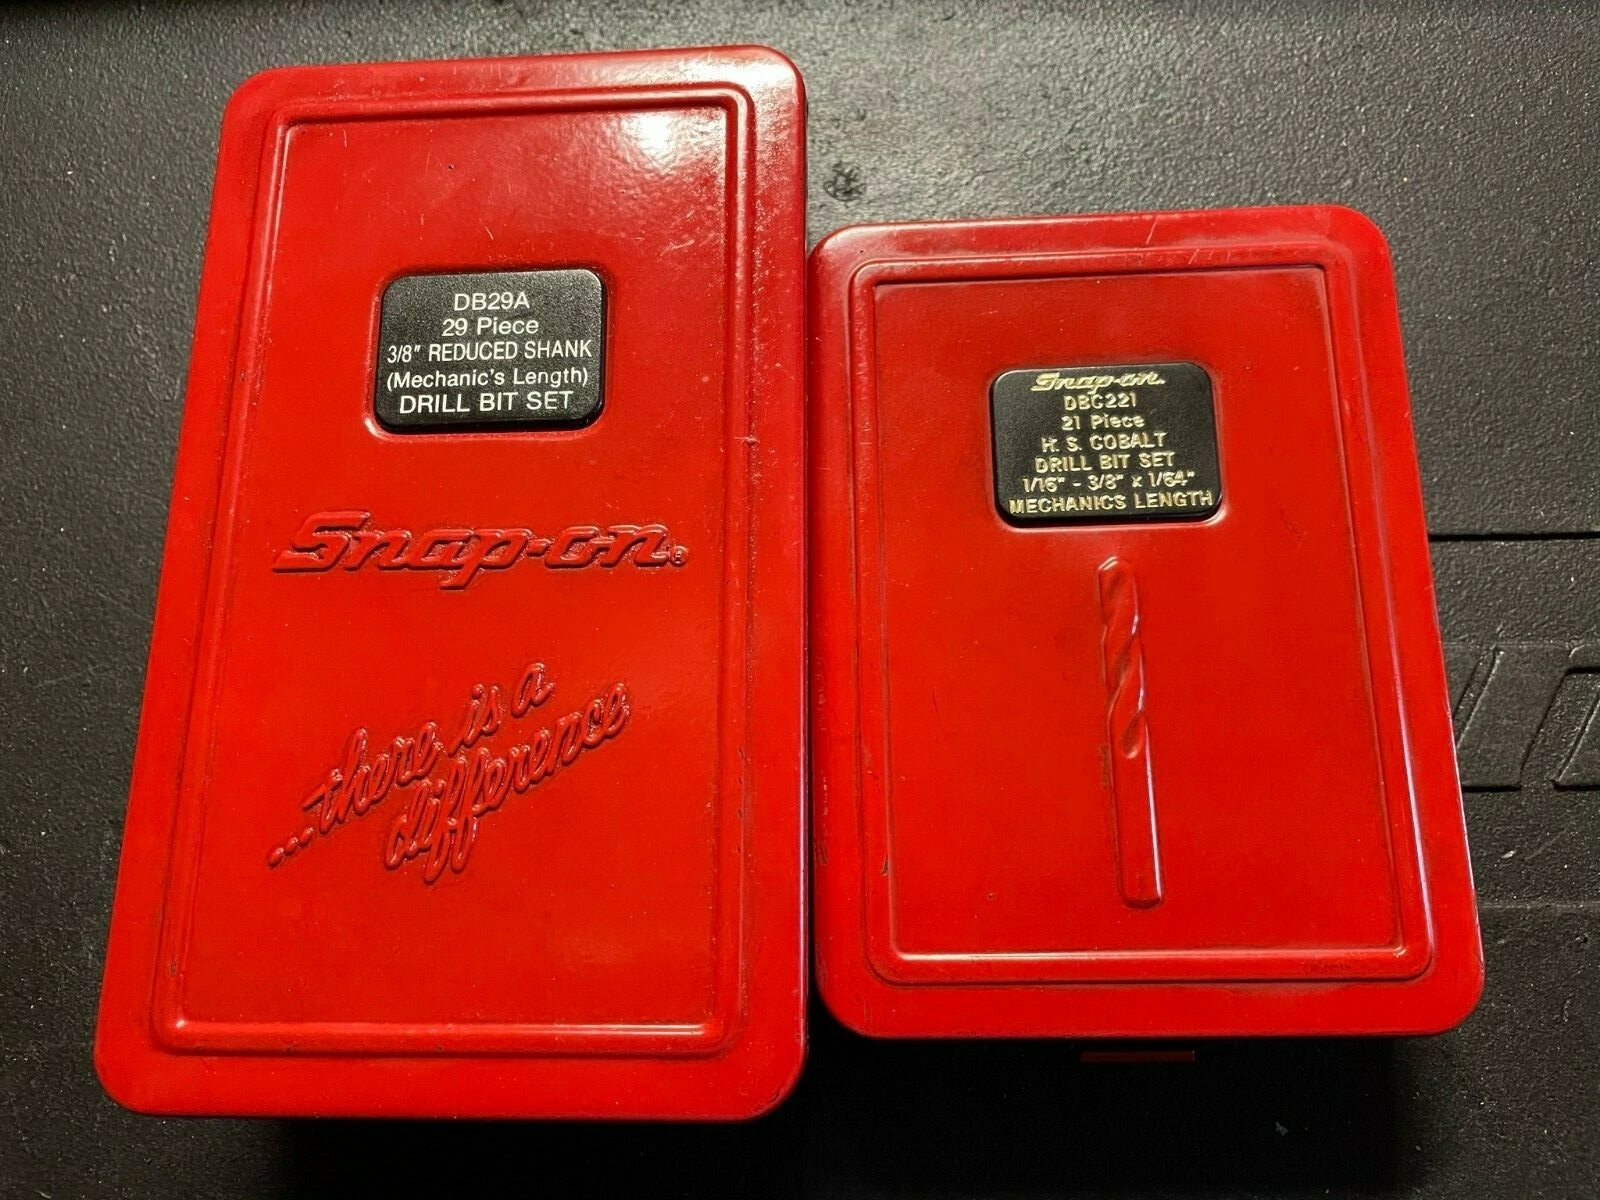 DB29A
29 Piece
3/8" REDUCED SHANK
(Mechanic's Length)
DRILL BIT SET
Snap-on®
...there is a
difference
Snap-on.
DBC221
21 Piece
H. S. COBALT
DRILL BIT SET
1/16" - 3/8" x 1/64"
MECHANICS LENGTH